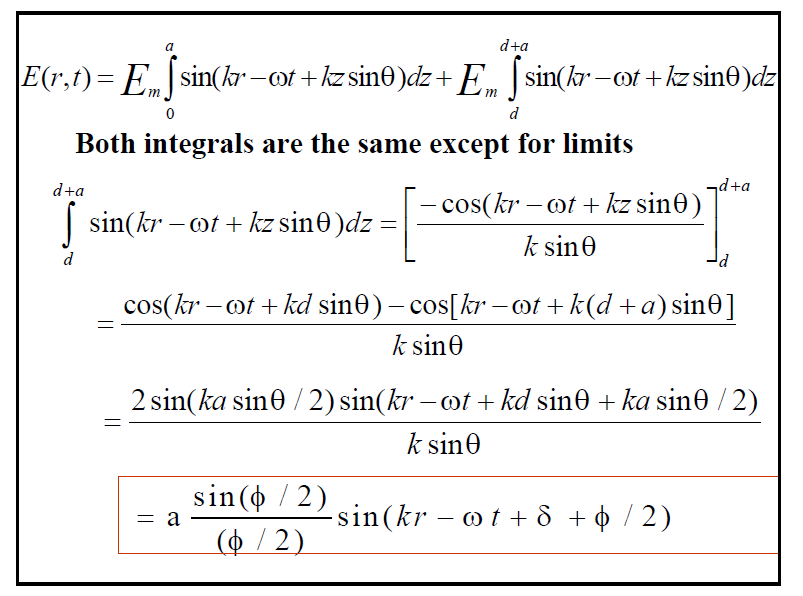 E(r,t) = E_m ∫_0^a sin(kr − ωt + kz sinθ)dz + E_m ∫_d^{d+a} sin(kr − ωt + kz sinθ)dz
Both integrals are the same except for limits
∫_d^{d+a} sin(kr − ωt + kz sinθ)dz = [ −cos(kr − ωt + kz sinθ) / k sinθ ]_d^{d+a}
= cos(kr − ωt + kd sinθ) − cos[kr − ωt + k(d + a) sinθ] / k sinθ
= 2 sin(ka sinθ / 2) sin(kr − ωt + kd sinθ + ka sinθ / 2) / k sinθ
= a sin(ϕ / 2) / (ϕ / 2) sin(kr − ωt + δ + ϕ / 2)